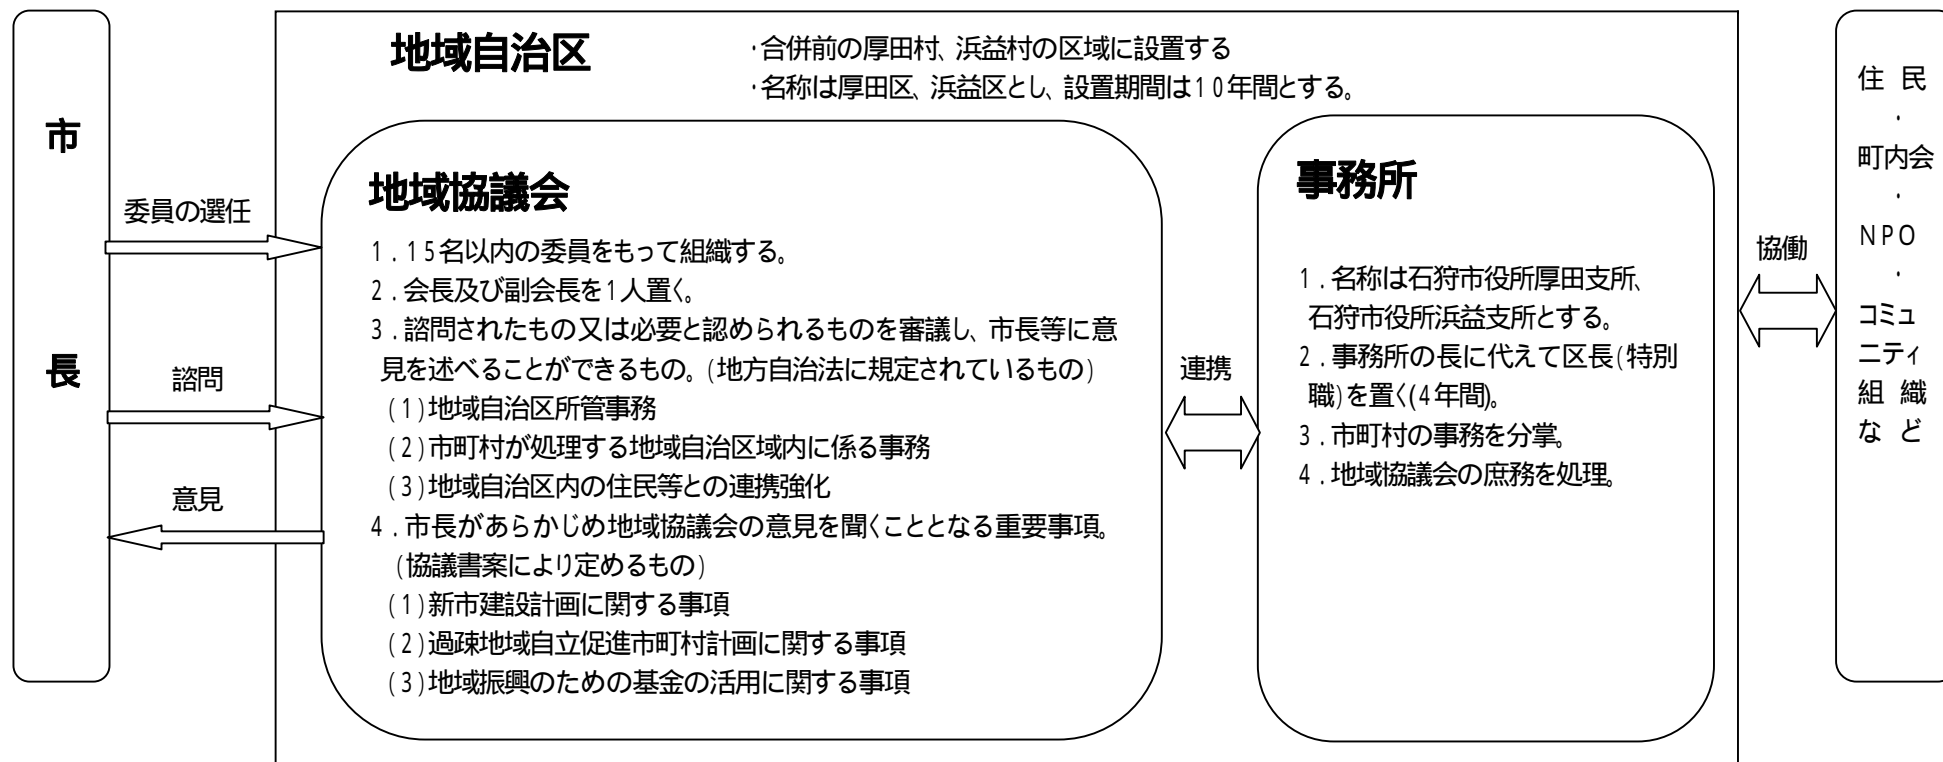 市
長
委員の選任
諮問
意見
地域自治区
・合併前の厚田村、浜益村の区域に設置する
・名称は厚田区、浜益区とし、設置期間は10年間とする。
地域協議会
1．15名以内の委員をもって組織する。
2．会長及び副会長を1人置く。
3．諮問されたもの又は必要と認められるものを審議し、市長等に意
見を述べることができるもの。(地方自治法に規定されているもの)
(1)地域自治区所管事務
(2)市町村が処理する地域自治区域内に係る事務
(3)地域自治区内の住民等との連携強化
4．市長があらかじめ地域協議会の意見を聞くこととなる重要事項。
(協議書案により定めるもの)
(1)新市建設計画に関する事項
(2)過疎地域自立促進市町村計画に関する事項
(3)地域振興のための基金の活用に関する事項
連携
事務所
1．名称は石狩市役所厚田支所、
石狩市役所浜益支所とする。
2．事務所の長に代えて区長(特別
職)を置く(4年間)。
3．市町村の事務を分掌。
4．地域協議会の庶務を処理。
協働
住 民
・
町内会
・
NPO
・
コミュ
ニティ
組 織
な ど